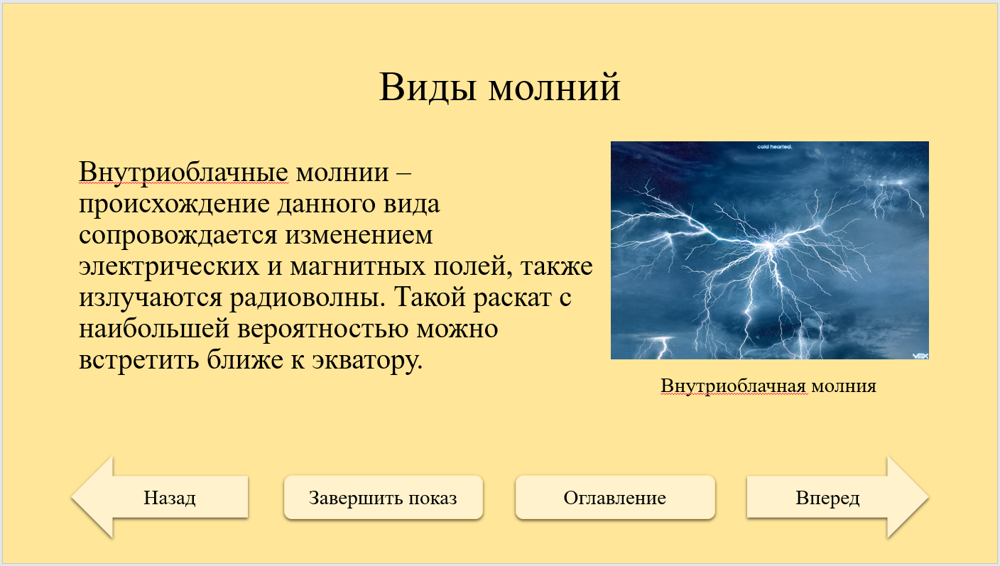 Виды молний
Внутриоблачные молнии –
происхождение данного вида
сопровождается изменением
электрических и магнитных полей, также
излучаются радиоволны. Такой раскат с
наибольшей вероятностью можно
встретить ближе к экватору.
cold hearted.
VEX
Внутриоблачная молния
Назад
Завершить показ
Оглавление
Вперед